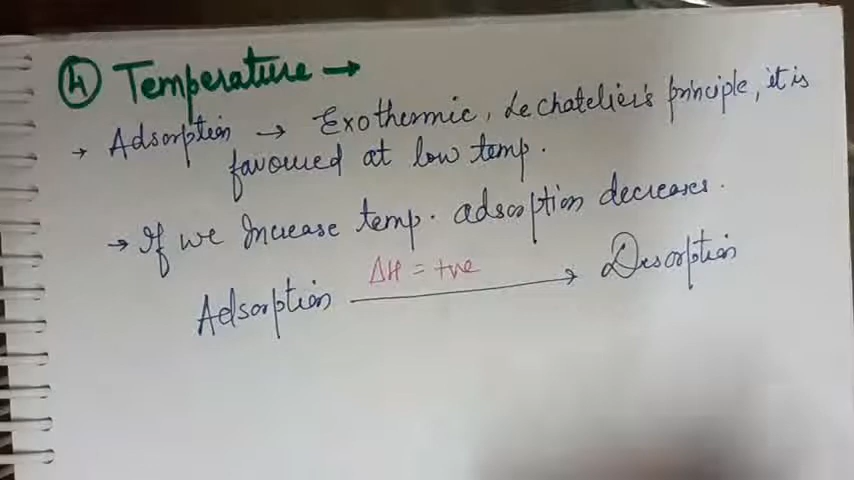 4 Temperature →
→ Adsorption → Exothermic, Le chatelier's principle, it is
favoured at low temp.
→ If we Increase temp. adsorption decreases.
Adsorption ΔH = +ve → Desorption